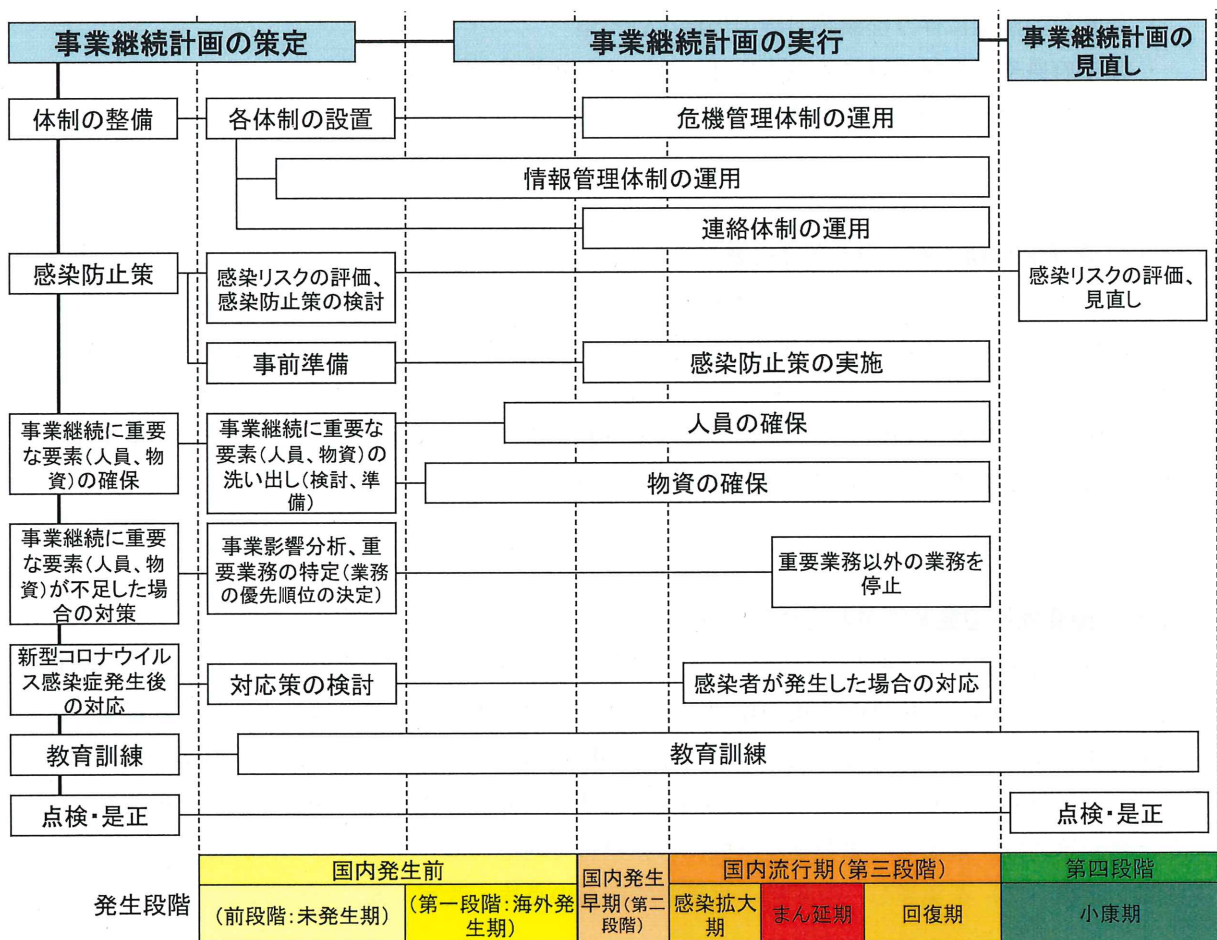 事業継続計画の策定
事業継続計画の実行
事業継続計画の
見直し
体制の整備
各体制の設置
危機管理体制の運用
情報管理体制の運用
連絡体制の運用
感染防止策
感染リスクの評価、
感染防止策の検討
感染リスクの評価、
見直し
事前準備
感染防止策の実施
事業継続に重要
な要素(人員、物
資)の確保
事業継続に重要な
要素(人員、物資)の
洗い出し(検討、準
備)
人員の確保
物資の確保
事業継続に重要
な要素(人員、物
資)が不足した場
合の対策
事業影響分析、重
要業務の特定(業務
の優先順位の決定)
重要業務以外の業務を
停止
新型コロナウイル
ス感染症発生後
の対応
対応策の検討
感染者が発生した場合の対応
教育訓練
教育訓練
点検・是正
点検・是正
発生段階
国内発生前
(前段階:未発生期)
(第一段階:海外発
生期)
国内発生
早期(第二
段階)
国内流行期(第三段階)
感染拡大
期
まん延期
回復期
第四段階
小康期